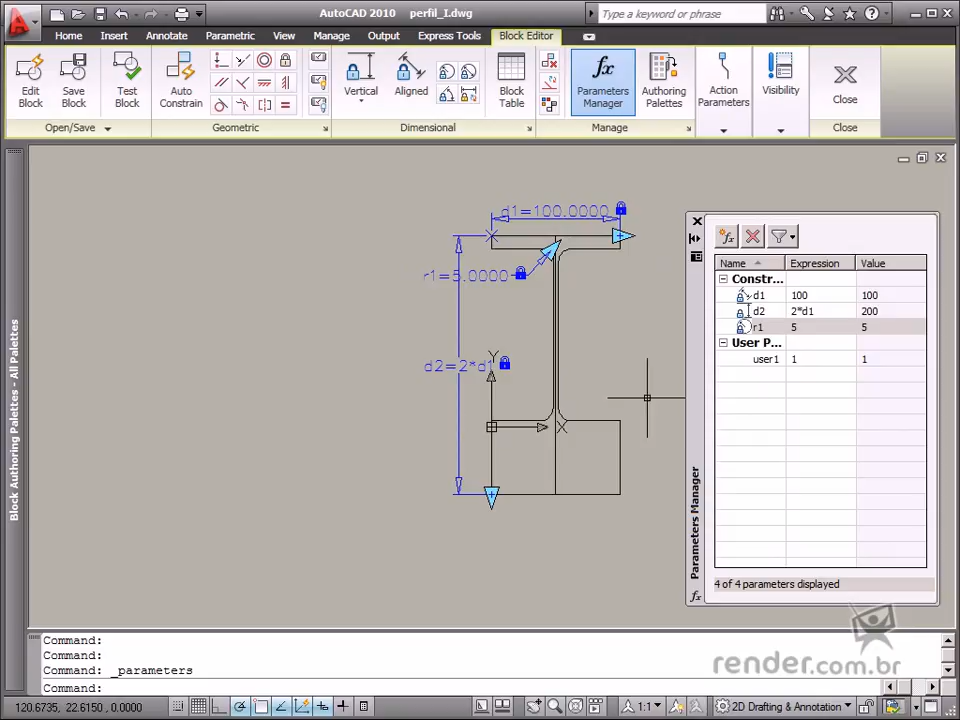 AutoCAD 2010 perfil_I.dwg
Type a keyword or phrase
Home Insert Annotate Parametric View Manage Output Express Tools Block Editor
Edit Block
Save Block
Test Block
Auto Constrain
Vertical
Aligned
Block Table
Parameters Manager
Authoring Palettes
Action Parameters
Visibility
Close
Open/Save
Geometric
Dimensional
Manage
Close
d1=100.0000
r1=5.0000
d2=2*d1
Y
X
Block Authoring Palettes - All Palettes
Parameters Manager
Name Expression Value
Constr...
d1 100 100
d2 2*d1 200
r1 5 5
User P...
user1 1 1
4 of 4 parameters displayed
Command:
Command:
Command: _parameters
Command:
render.com.br
120.6735, 22.6150, 0.0000
1:1
2D Drafting & Annotation